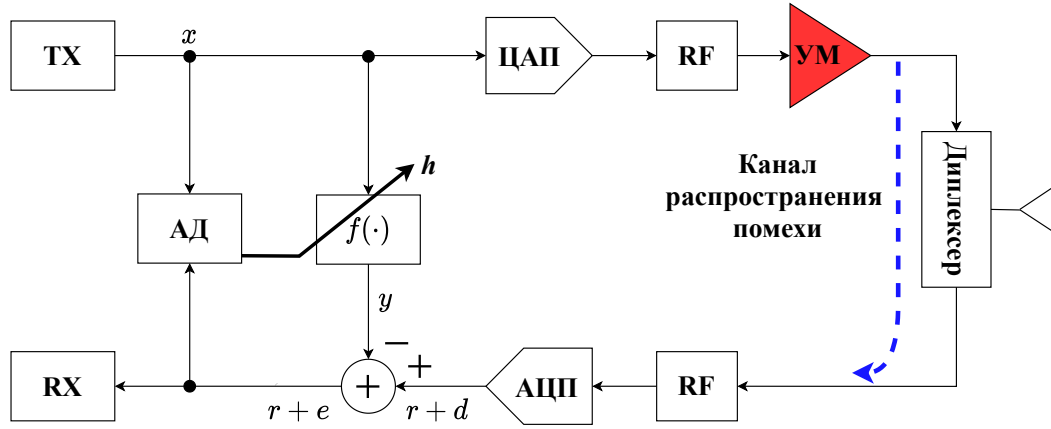 TX
x
ЦАП
RF
УМ
Канал
распространения
помехи
Диплексер
h
АД
f(·)
y
−
+
RX
r + e
+
r + d
АЦП
RF